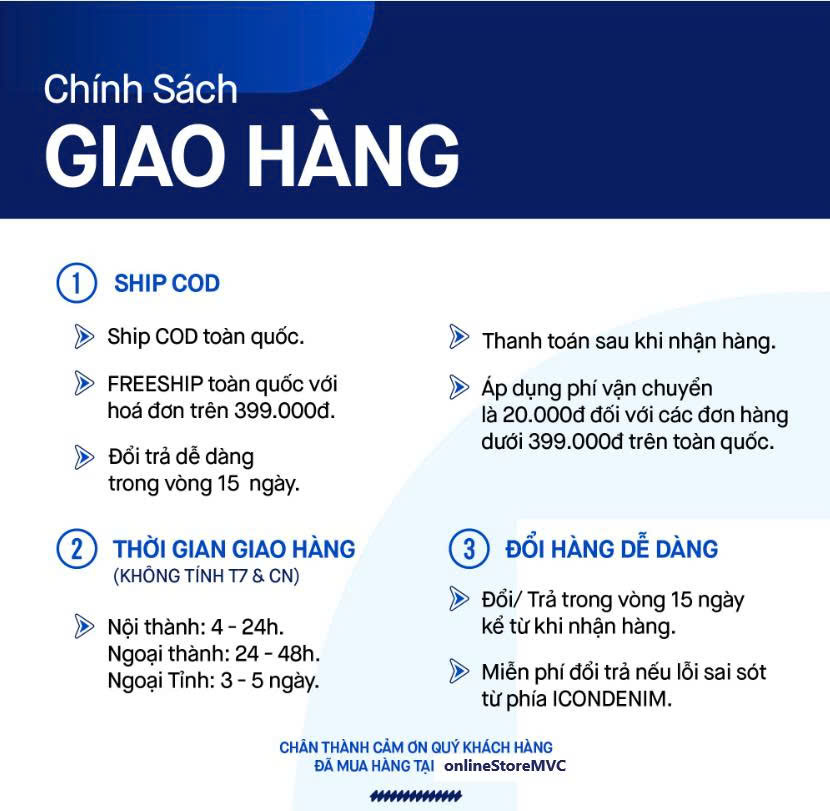 Chính Sách
GIAO HÀNG
1 SHIP COD
Ship COD toàn quốc.
FREESHIP toàn quốc với
hoá đơn trên 399.000đ.
Đổi trả dễ dàng
trong vòng 15 ngày.
Thanh toán sau khi nhận hàng.
Áp dụng phí vận chuyển
là 20.000đ đối với các đơn hàng
dưới 399.000đ trên toàn quốc.
2 THỜI GIAN GIAO HÀNG
(KHÔNG TÍNH T7 & CN)
Nội thành: 4 - 24h.
Ngoại thành: 24 - 48h.
Ngoại Tỉnh: 3 - 5 ngày.
3 ĐỔI HÀNG DỄ DÀNG
Đổi/ Trả trong vòng 15 ngày
kể từ khi nhận hàng.
Miễn phí đổi trả nếu lỗi sai sót
từ phía ICONDENIM.
CHÂN THÀNH CẢM ƠN QUÝ KHÁCH HÀNG
ĐÃ MUA HÀNG TẠI onlineStoreMVC